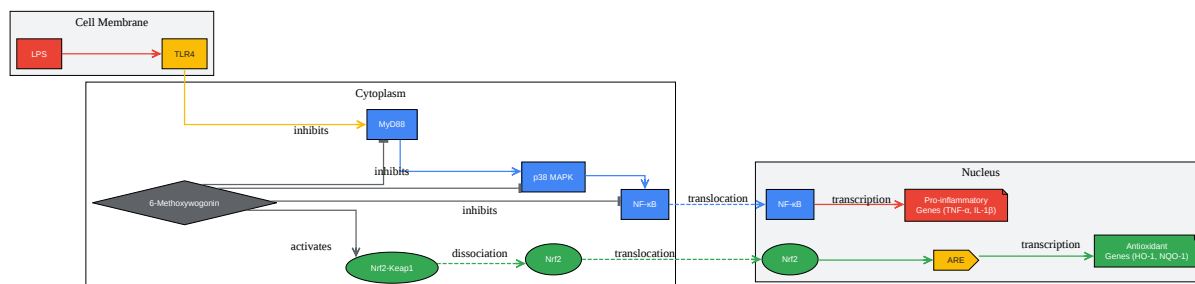 Cell Membrane
LPS
TLR4
Cytoplasm
MyD88
inhibits
inhibits
p38 MAPK
6-Methoxywogonin
NF-κB
inhibits
translocation
activates
Nrf2-Keap1
dissociation
Nrf2
translocation
Nucleus
NF-κB
transcription
Pro-inflammatory
Genes (TNF-α, IL-1β)
Nrf2
ARE
transcription
Antioxidant
Genes (HO-1, NQO-1)